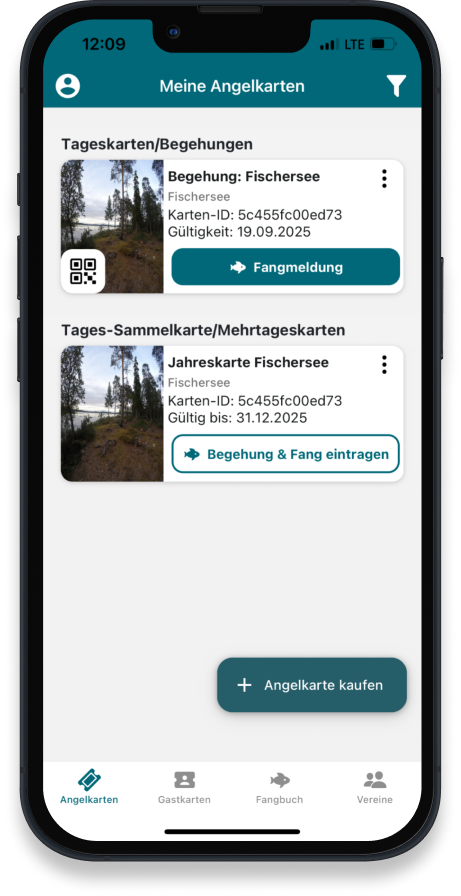 12:09
LTE
Meine Angelkarten
Tageskarten/Begehungen
Begehung: Fischersee
Fischersee
Karten-ID: 5c455fc00ed73
Gültigkeit: 19.09.2025
Fangmeldung
Tages-Sammelkarte/Mehrtageskarten
Jahreskarte Fischersee
Fischersee
Karten-ID: 5c455fc00ed73
Gültig bis: 31.12.2025
Begehung & Fang eintragen
+ Angelkarte kaufen
Angelkarten
Gastkarten
Fangbuch
Vereine